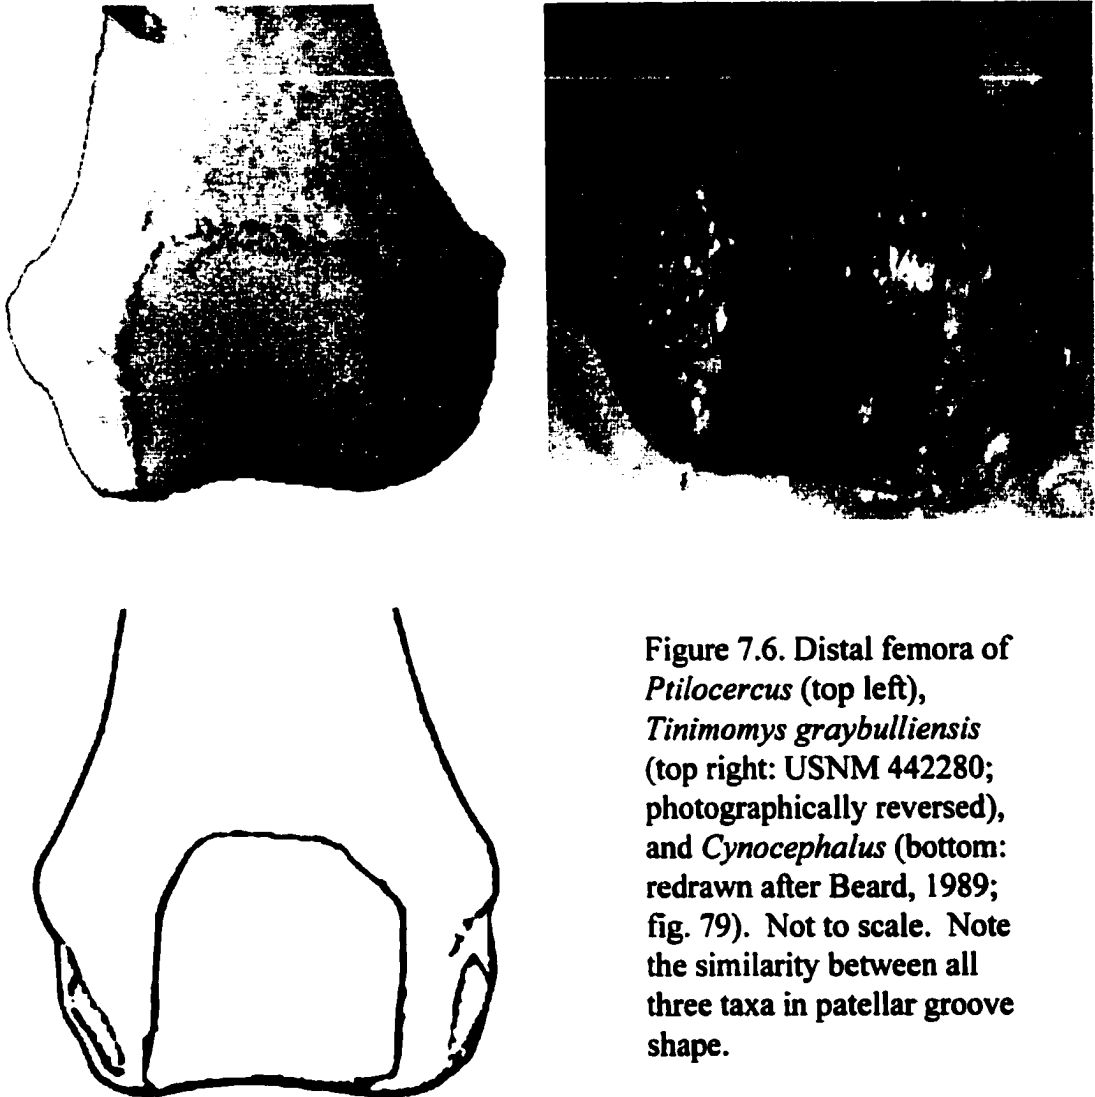 Figure 7.6. Distal femora of
Ptilocercus (top left),
Tinimomys graybulliensis
(top right: USNM 442280;
photographically reversed),
and Cynocephalus (bottom:
redrawn after Beard, 1989;
fig. 79). Not to scale. Note
the similarity between all
three taxa in patellar groove
shape.